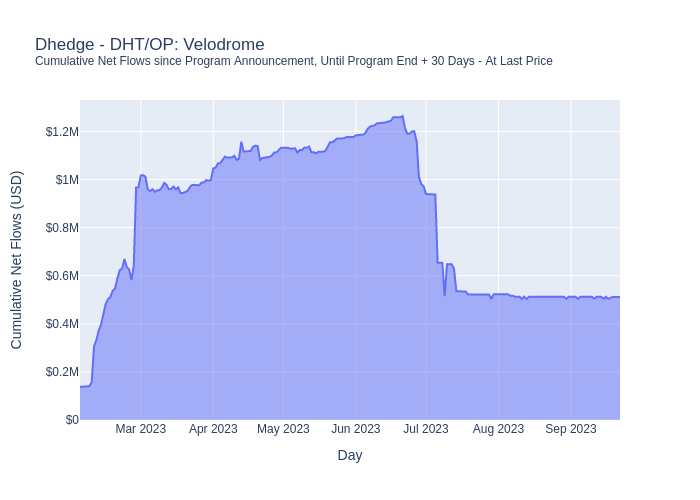 Dhedge - DHT/OP: Velodrome
Cumulative Net Flows since Program Announcement, Until Program End + 30 Days - At Last Price
Cumulative Net Flows (USD)
$1.2M
$1M
$0.8M
$0.6M
$0.4M
$0.2M
$0
Mar 2023 Apr 2023 May 2023 Jun 2023 Jul 2023 Aug 2023 Sep 2023
Day